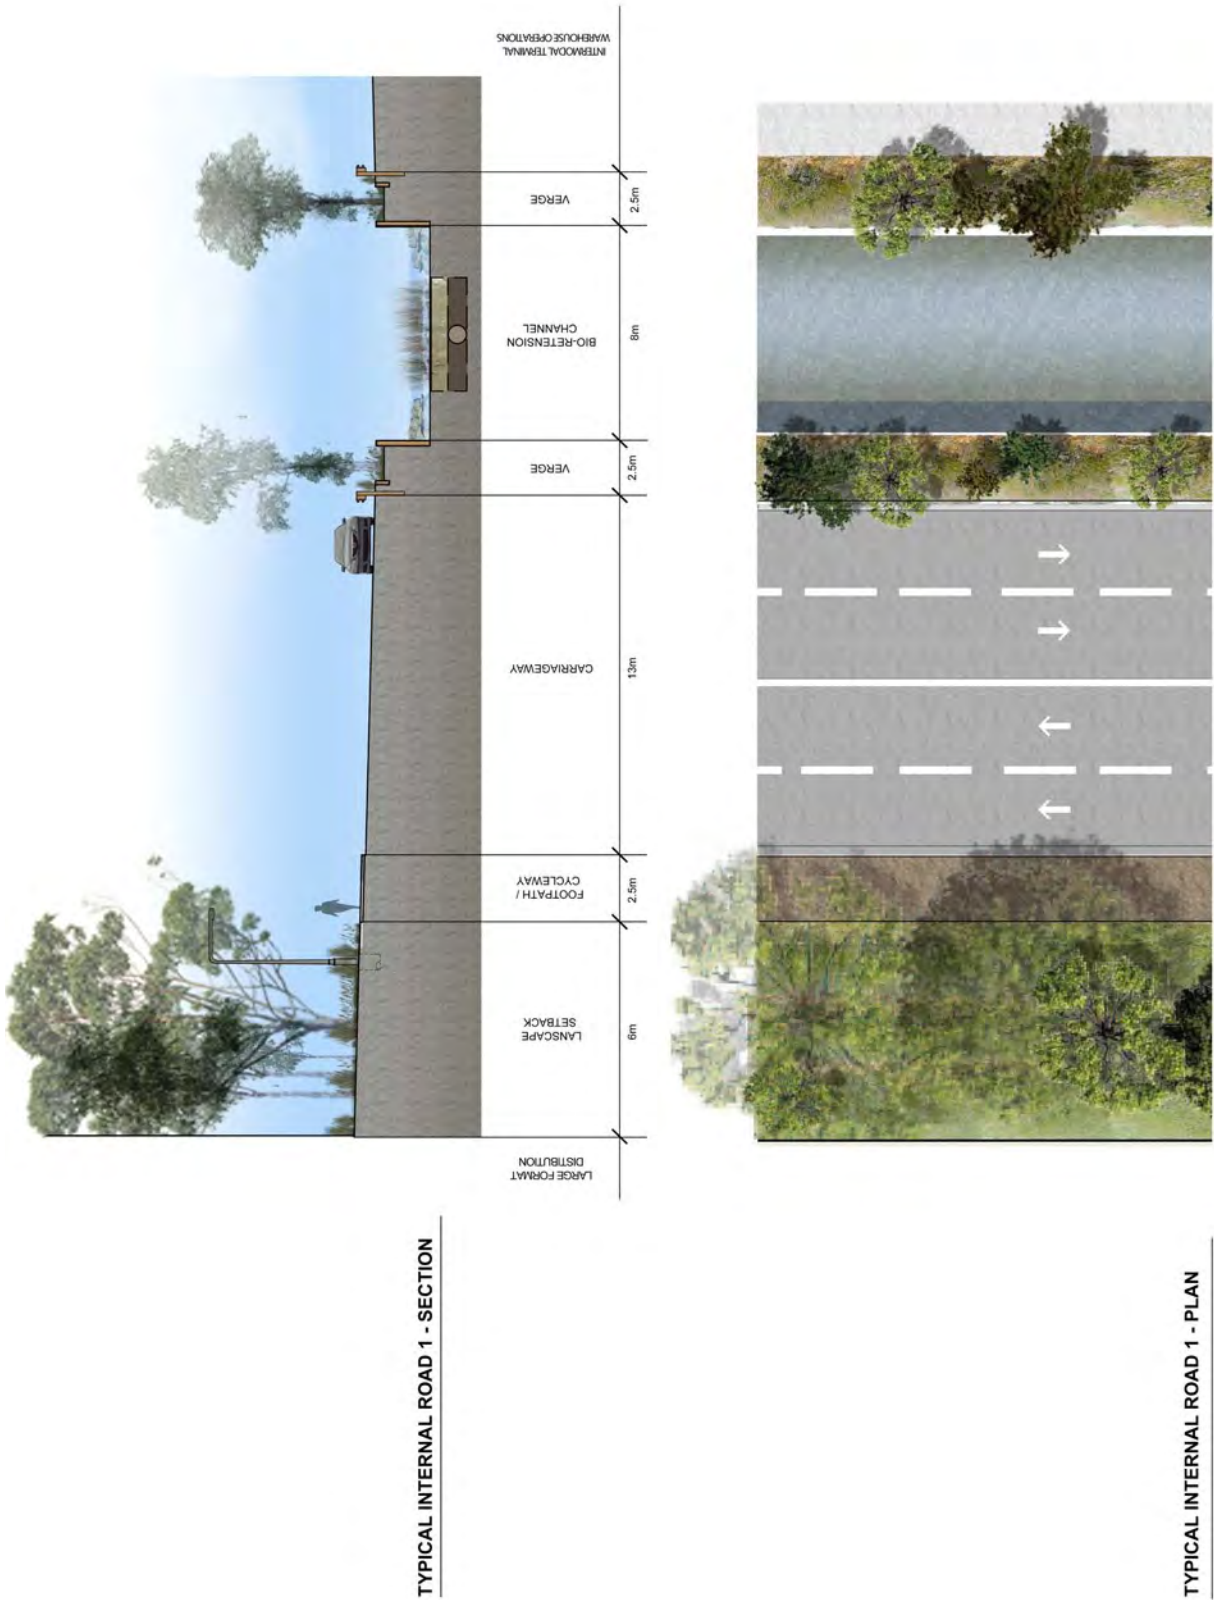 TYPICAL INTERNAL ROAD 1 - SECTION
LARGE FORMAT
DISTIBUTION
LANSCAPE
SETBACK
6m
FOOTPATH /
CYCLEWAY
2.5m
CARRIAGEWAY
13m
VERGE
2.5m
BIO-RETENSION
CHANNEL
8m
VERGE
2.5m
INTERMODAL TERMINAL
WAREHOUSE OPERATIONS
TYPICAL INTERNAL ROAD 1 - PLAN